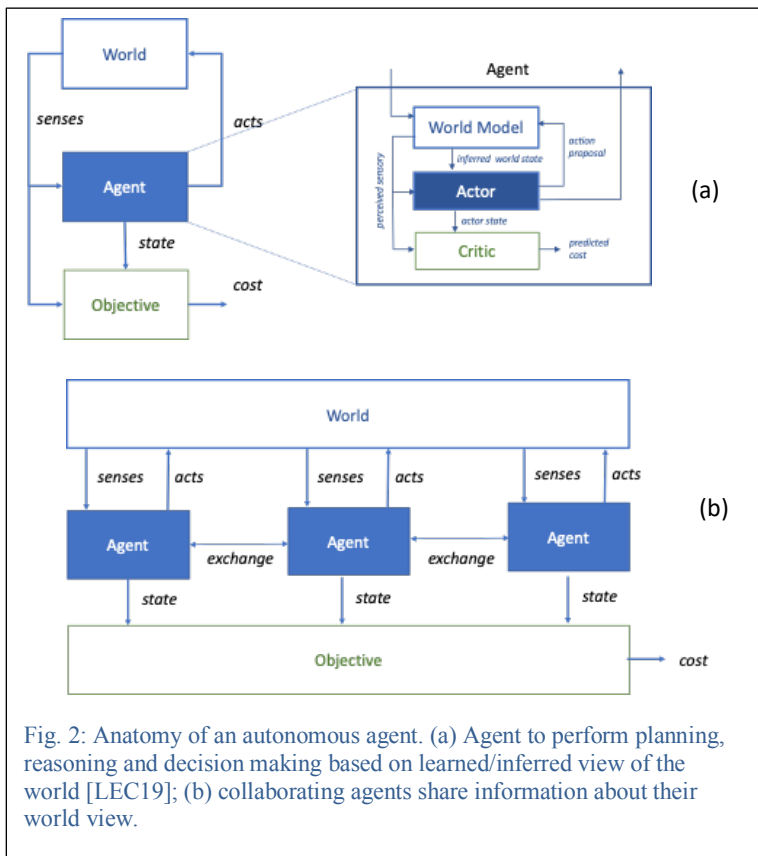 World
senses
acts
Agent
state
Objective
cost
Agent
World Model
inferred world state
action
proposal
perceived sensory
Actor
actor state
Critic
predicted
cost
(a)
World
senses
acts
senses
acts
senses
acts
Agent
exchange
Agent
exchange
Agent
(b)
state
state
state
Objective
cost
Fig. 2: Anatomy of an autonomous agent. (a) Agent to perform planning,
reasoning and decision making based on learned/inferred view of the
world [LEC19]; (b) collaborating agents share information about their
world view.